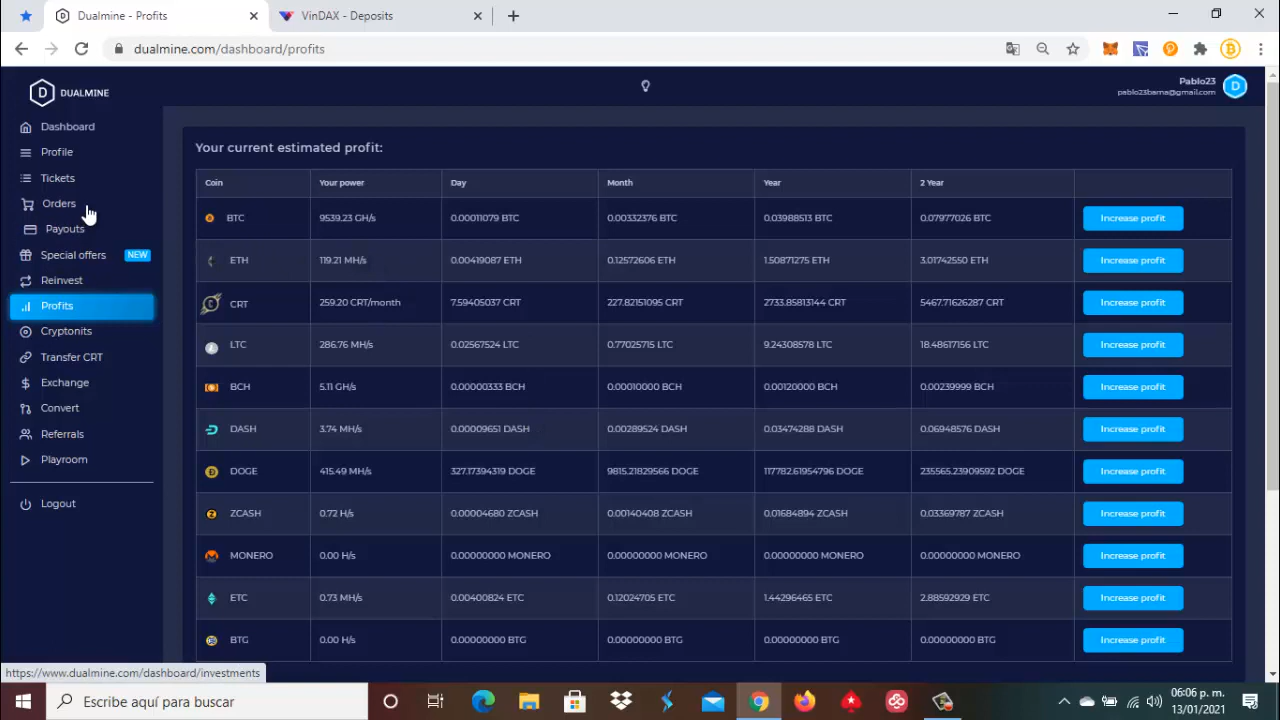 Dualmine - Profits
VinDAX - Deposits
dualmine.com/dashboard/profits
D DUALMINE
Pablo23
pablo23bama@gmail.com
D
Dashboard
Profile
Tickets
Orders
Payouts
Special offers NEW
Reinvest
Profits
Cryptonits
Transfer CRT
Exchange
Convert
Referrals
Playroom
Logout
Your current estimated profit:
Coin Your power Day Month Year 2 Year
BTC 9539.23 GH/s 0.00011079 BTC 0.00332376 BTC 0.03988513 BTC 0.07977026 BTC Increase profit
ETH 119.21 MH/s 0.00419087 ETH 0.12572606 ETH 1.50871275 ETH 3.01742550 ETH Increase profit
CRT 259.20 CRT/month 7.59405037 CRT 227.82151095 CRT 2733.85813144 CRT 5467.71626287 CRT Increase profit
LTC 286.76 MH/s 0.02567524 LTC 0.77025715 LTC 9.24308578 LTC 18.48617156 LTC Increase profit
BCH 5.11 GH/s 0.00000333 BCH 0.00010000 BCH 0.00120000 BCH 0.00239999 BCH Increase profit
DASH 3.74 MH/s 0.00009651 DASH 0.00289524 DASH 0.03474288 DASH 0.06948576 DASH Increase profit
DOGE 415.49 MH/s 327.17394319 DOGE 9815.21829566 DOGE 117782.61954796 DOGE 235565.23909592 DOGE Increase profit
ZCASH 0.72 H/s 0.00004680 ZCASH 0.00140408 ZCASH 0.01684894 ZCASH 0.03369787 ZCASH Increase profit
MONERO 0.00 H/s 0.00000000 MONERO 0.00000000 MONERO 0.00000000 MONERO 0.00000000 MONERO Increase profit
ETC 0.73 MH/s 0.00400824 ETC 0.12024705 ETC 1.44296465 ETC 2.88592929 ETC Increase profit
BTG 0.00 H/s 0.00000000 BTG 0.00000000 BTG 0.00000000 BTG 0.00000000 BTG Increase profit
https://www.dualmine.com/dashboard/investments
Escribe aquí para buscar
06:06 p. m.
13/01/2021